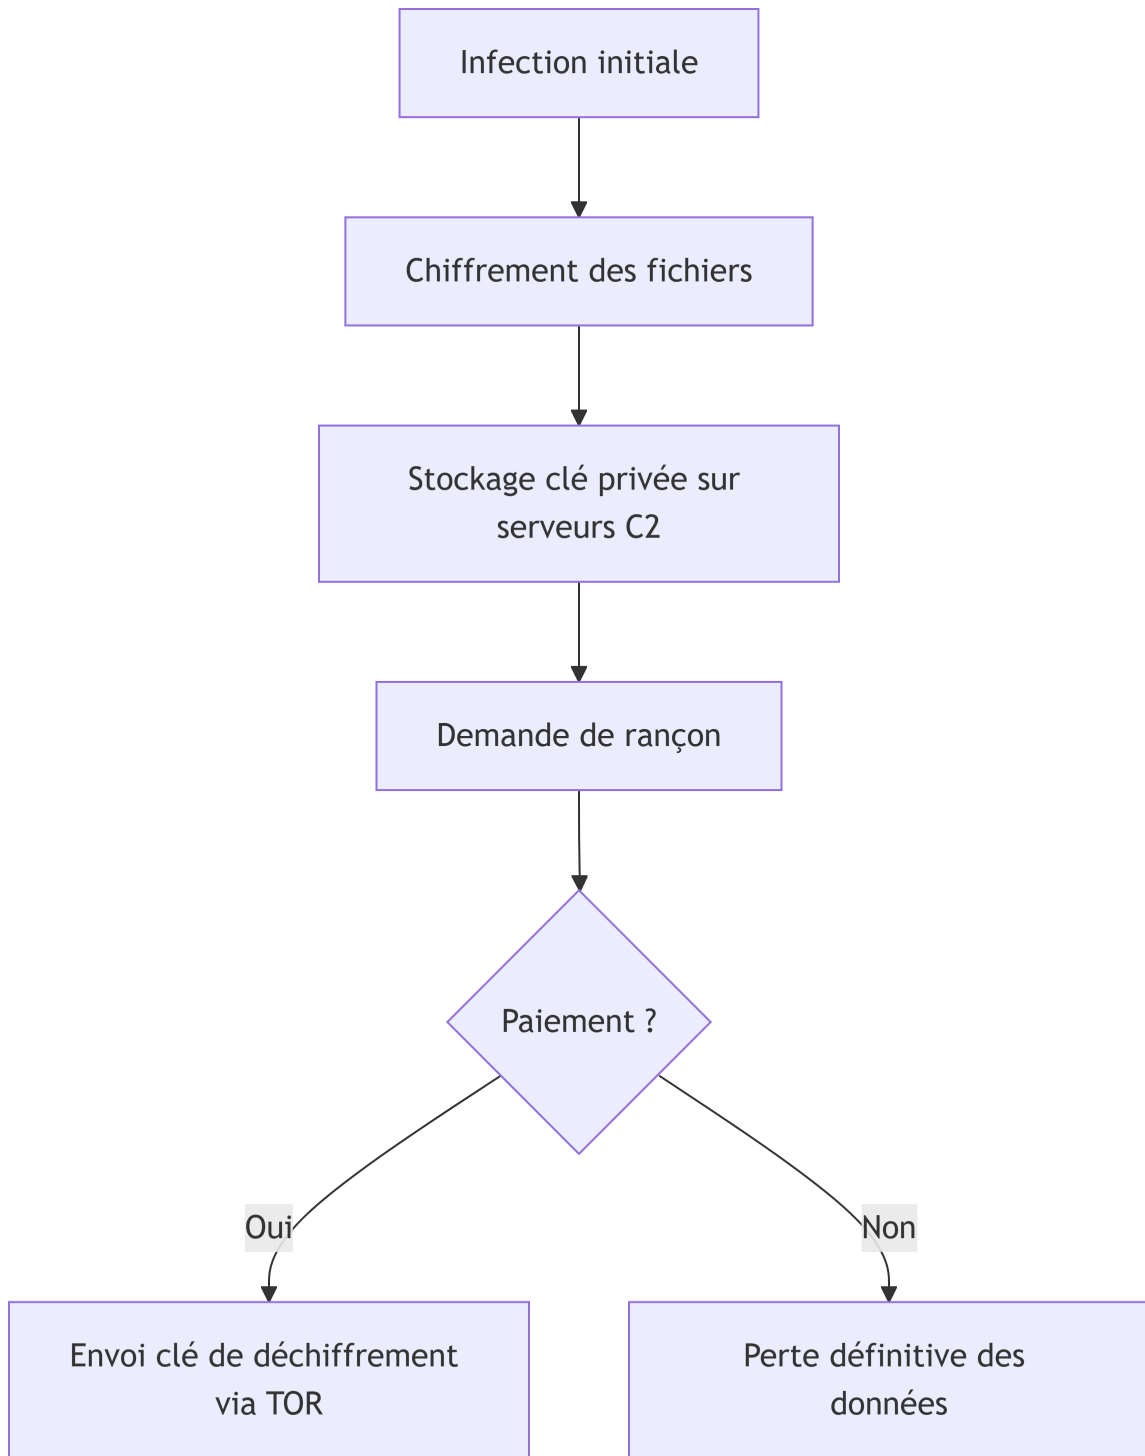 Infection initiale
Chiffrement des fichiers
Stockage clé privée sur
serveurs C2
Demande de rançon
Paiement ?
Oui
Non
Envoi clé de déchiffrement
via TOR
Perte définitive des
données